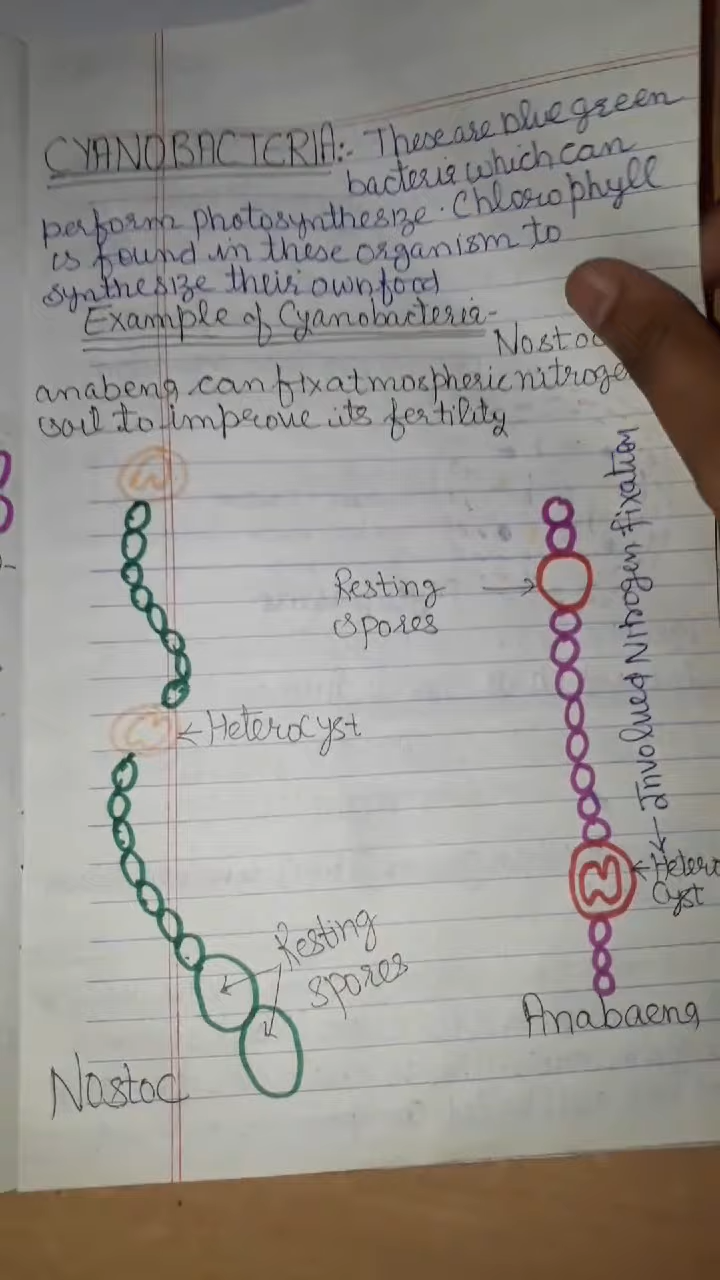 CYANOBACTERIA:- These are blue green
bacteria which can
perform photosynthesize. Chlorophyll
is found in these organism to
synthesize their own food
Example of Cyanobacteria-
Nostoc
anabena can fix atmospheric nitroge
soil to improve its fertility
Resting
spores
Involved Nitrogen fixation
Heterocyst
Hetero
cyst
Resting
spores
Anabaena
Nostoc